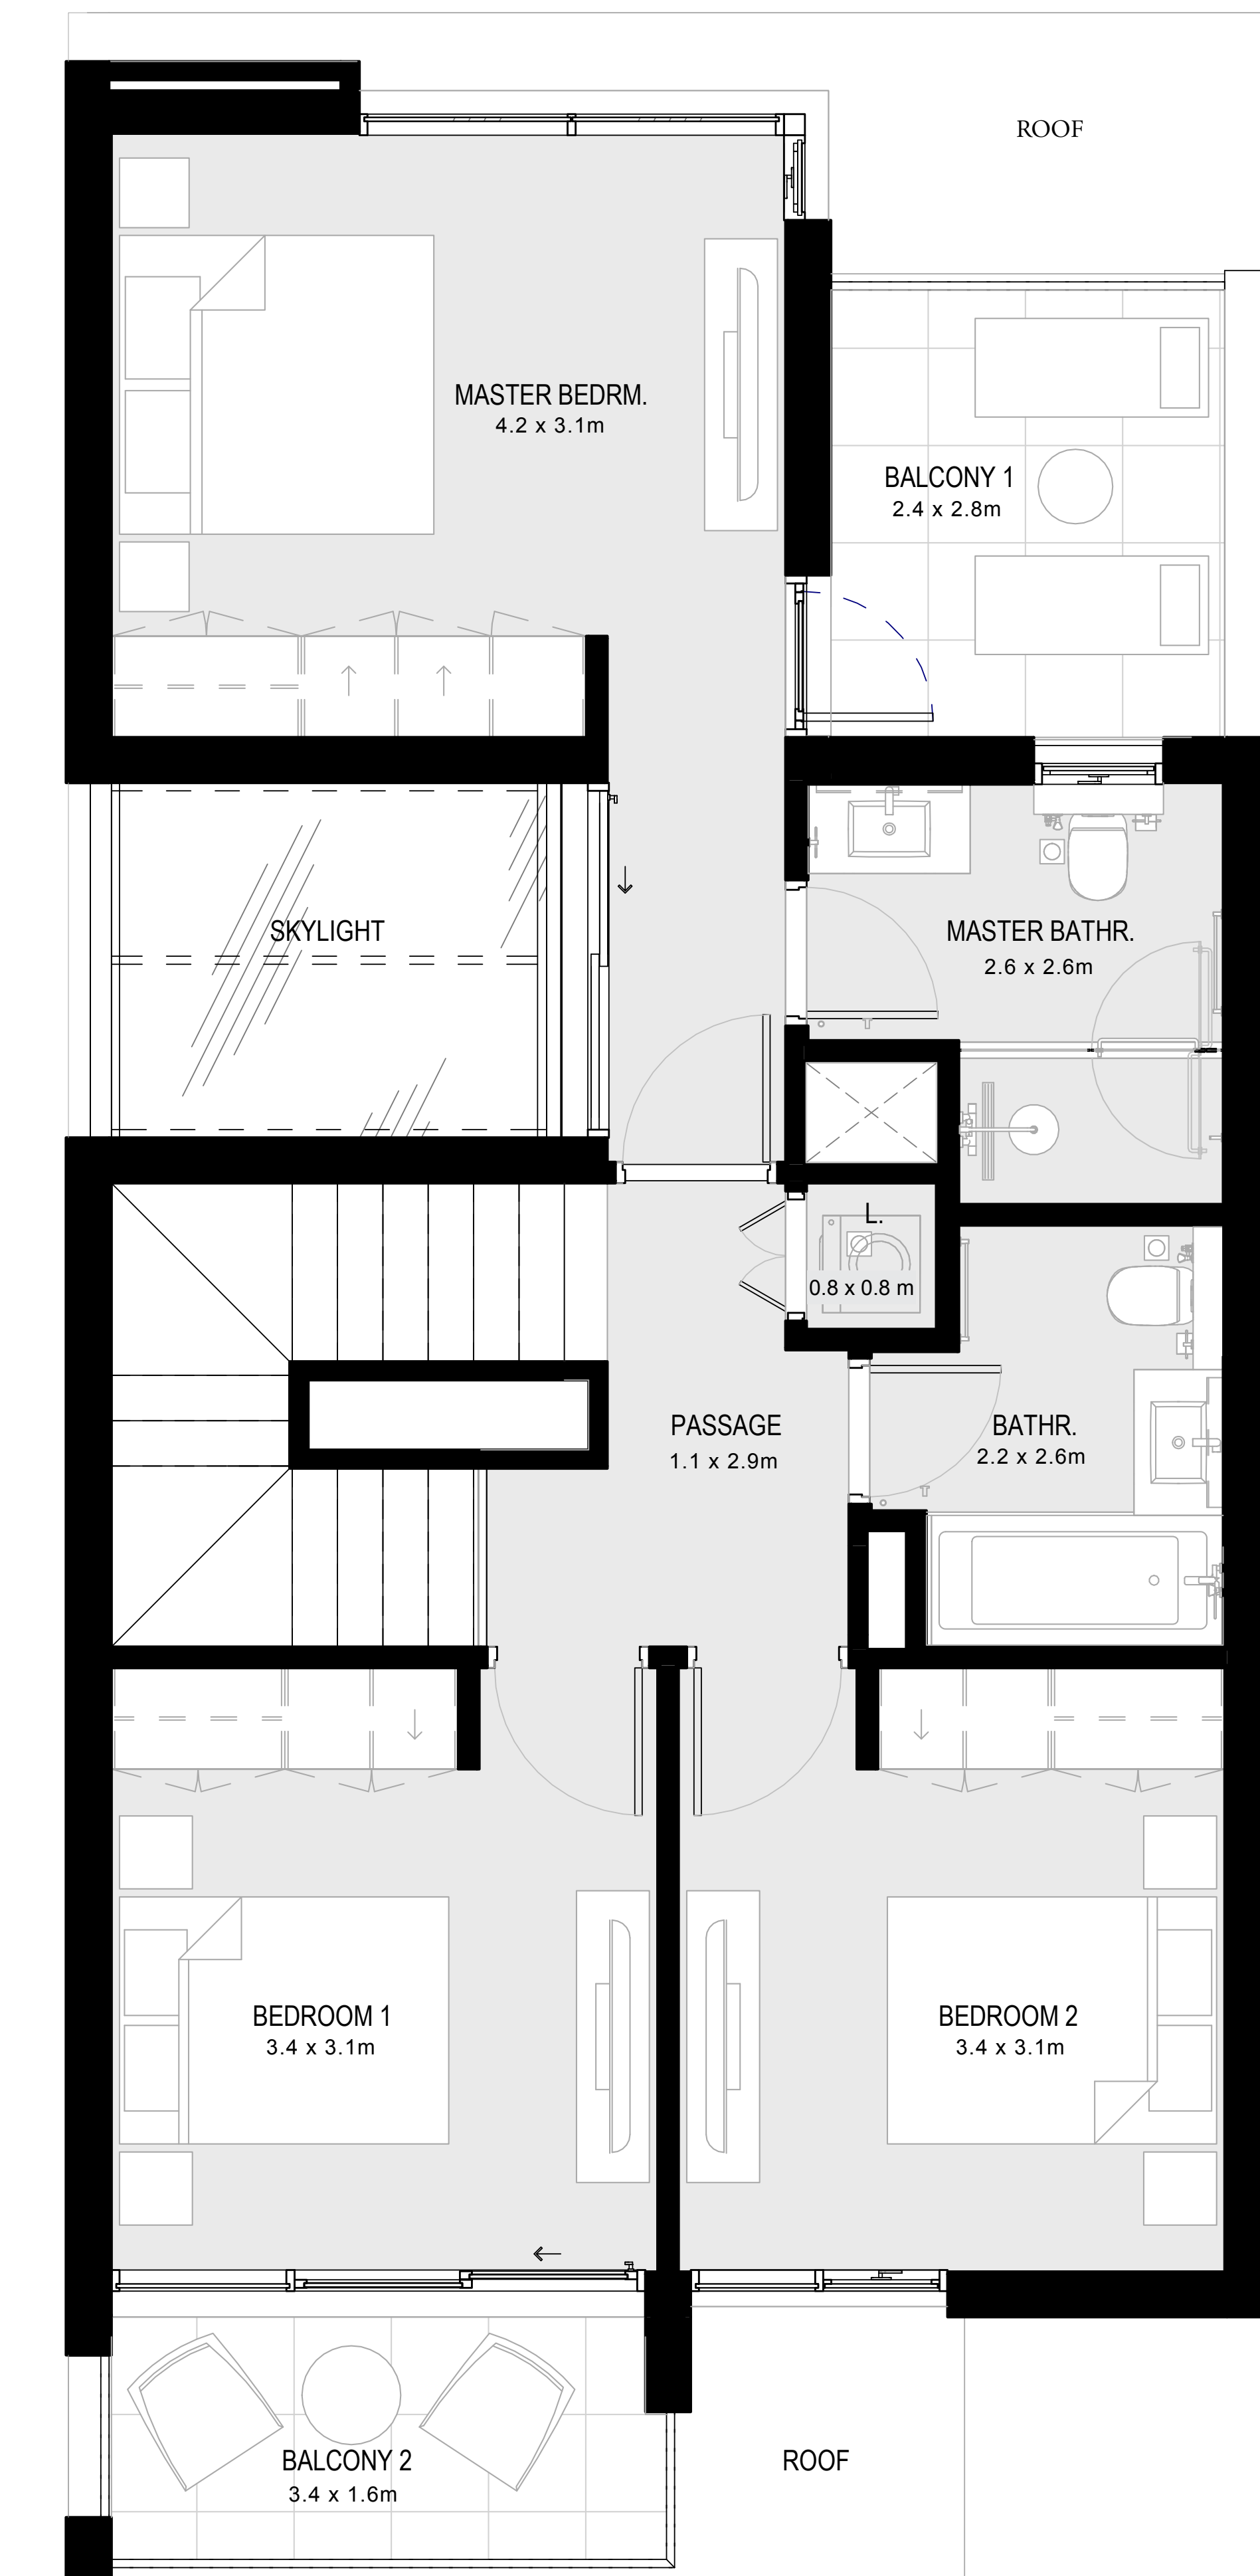 ROOF
MASTER BEDRM.
4.2 x 3.1m
BALCONY 1
2.4 x 2.8m
SKYLIGHT
MASTER BATHR.
2.6 x 2.6m
L.
0.8 x 0.8 m
PASSAGE
1.1 x 2.9m
BATHR.
2.2 x 2.6m
BEDROOM 1
3.4 x 3.1m
BEDROOM 2
3.4 x 3.1m
BALCONY 2
3.4 x 1.6m
ROOF